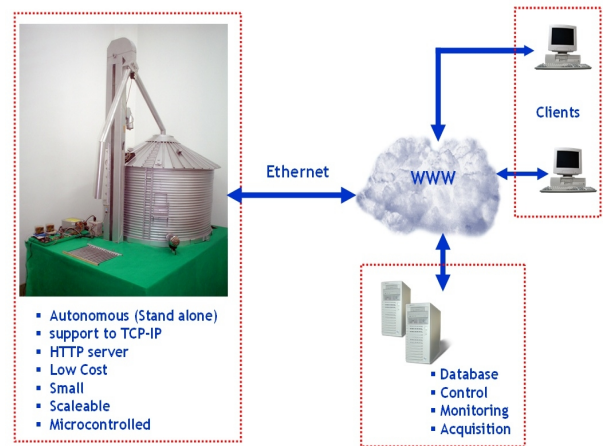 Clients
Ethernet
WWW
Autonomous (Stand alone)
support to TCP-IP
HTTP server
Low Cost
Small
Scaleable
Microcontrolled
Database
Control
Monitoring
Acquisition